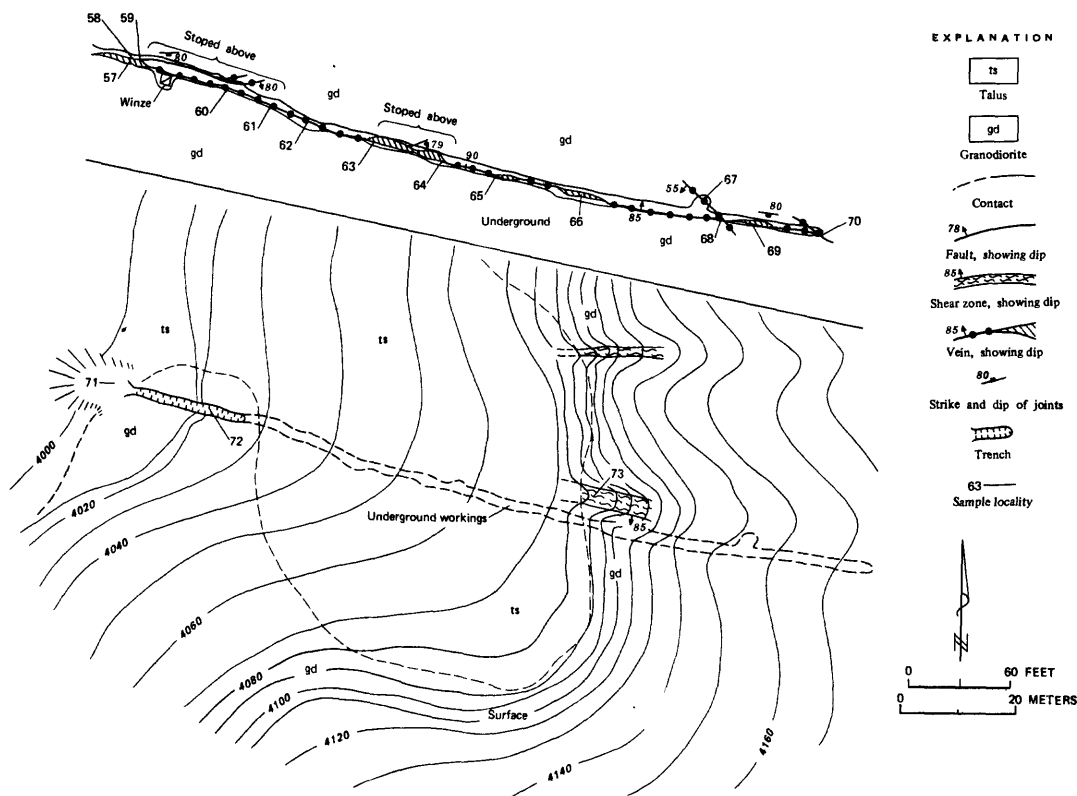 58
59
Stoped above
80
57
Winze
80
60
gd
61
62
gd
Stoped above
79
63
64
90
gd
65
66
Underground
85
55
67
gd
68
80
69
70
ts
ts
gd
71
gd
72
4000
4020
4040
Underground workings
73
85
gd
4060
ts
4080
gd
4100
Surface
4120
4140
4160
EXPLANATION
ts
Talus
gd
Granodiorite
Contact
78
Fault, showing dip
85
Shear zone, showing dip
85
Vein, showing dip
80
Strike and dip of joints
Trench
63
Sample locality
N
0 60 FEET
0 20 METERS